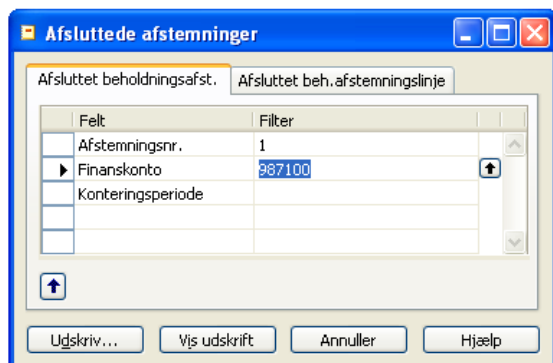 Afsluttede afstemninger
Afsluttet beholdningsafst. Afsluttet beh.afstemningslinje
Felt Filter
Afstemningsnr. 1
Finanskonto 987100
Konteringsperiode
Udskriv... Vis udskrift Annuller Hjælp